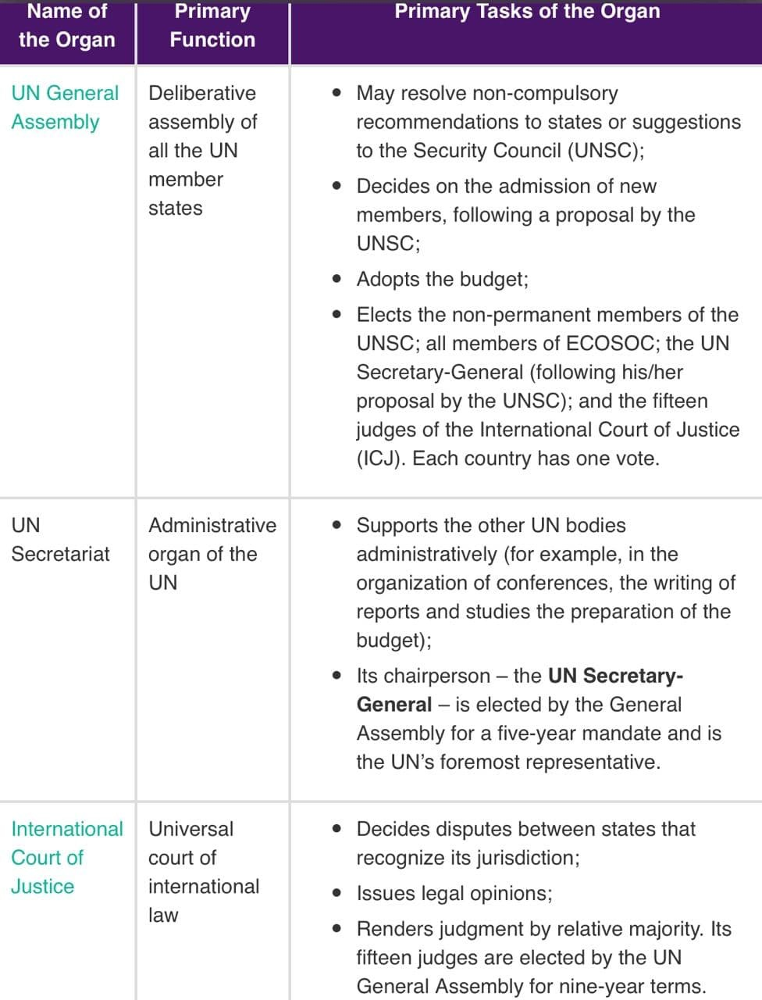 Name of the Organ
Primary Function
Primary Tasks of the Organ
UN General
Assembly
Deliberative
assembly of
all the UN
member
states
• May resolve non-compulsory
recommendations to states or suggestions
to the Security Council (UNSC);
• Decides on the admission of new
members, following a proposal by the
UNSC;
• Adopts the budget;
• Elects the non-permanent members of the
UNSC; all members of ECOSOC; the UN
Secretary-General (following his/her
proposal by the UNSC); and the fifteen
judges of the International Court of Justice
(ICJ). Each country has one vote.
UN
Secretariat
Administrative
organ of the
UN
• Supports the other UN bodies
administratively (for example, in the
organization of conferences, the writing of
reports and studies the preparation of the
budget);
• Its chairperson – the UN Secretary-
General – is elected by the General
Assembly for a five-year mandate and is
the UN’s foremost representative.
International
Court of
Justice
Universal
court of
international
law
• Decides disputes between states that
recognize its jurisdiction;
• Issues legal opinions;
• Renders judgment by relative majority. Its
fifteen judges are elected by the UN
General Assembly for nine-year terms.